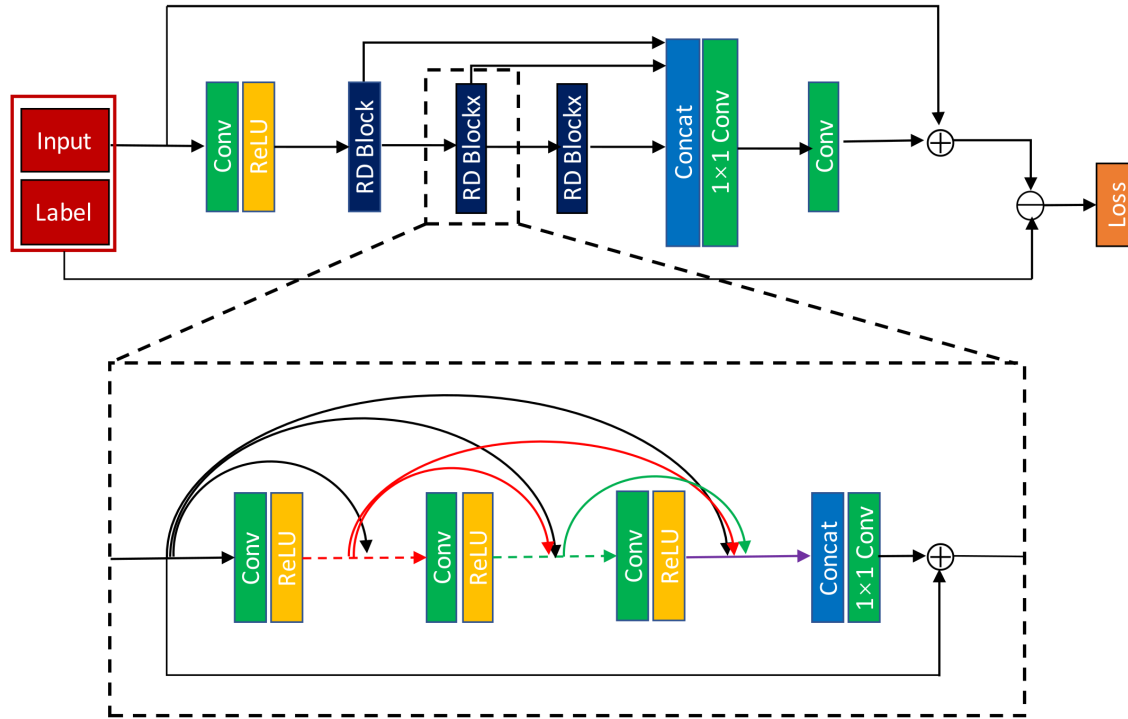 Input
Label
Conv
ReLU
RD Block
RD Blockx
RD Blockx
Concat
1×1 Conv
Conv
Loss
Conv
ReLU
Conv
ReLU
Conv
ReLU
Concat
1×1 Conv